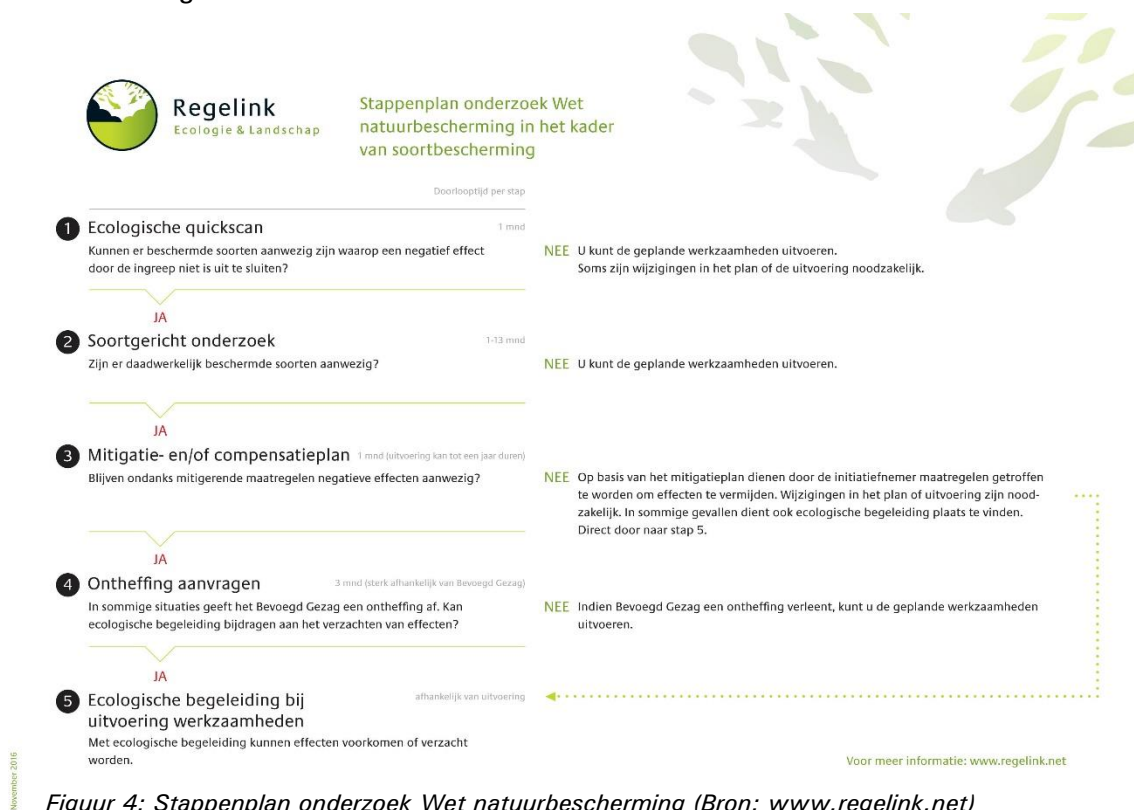 Regelink
Ecologie & Landschap
Stappenplan onderzoek Wet
natuurbescherming in het kader
van soortbescherming
Doorlooptijd per stap
1 Ecologische quickscan 1 mnd
Kunnen er beschermde soorten aanwezig zijn waarop een negatief effect
door de ingreep niet is uit te sluiten?
NEE U kunt de geplande werkzaamheden uitvoeren.
Soms zijn wijzigingen in het plan of de uitvoering noodzakelijk.
JA
2 Soortgericht onderzoek 1-13 mnd
Zijn er daadwerkelijk beschermde soorten aanwezig?
NEE U kunt de geplande werkzaamheden uitvoeren.
JA
3 Mitigatie- en/of compensatieplan 1 mnd (uitvoering kan tot een jaar duren)
Blijven ondanks mitigerende maatregelen negatieve effecten aanwezig?
NEE Op basis van het mitigatieplan dienen door de initiatiefnemer maatregelen getroffen
te worden om effecten te vermijden. Wijzigingen in het plan of uitvoering zijn nood-
zakelijk. In sommige gevallen dient ook ecologische begeleiding plaats te vinden.
Direct door naar stap 5.
JA
4 Ontheffing aanvragen 3 mnd (sterk afhankelijk van Bevoegd Gezag)
In sommige situaties geeft het Bevoegd Gezag een ontheffing af. Kan
ecologische begeleiding bijdragen aan het verzachten van effecten?
NEE Indien Bevoegd Gezag een ontheffing verleent, kunt u de geplande werkzaamheden
uitvoeren.
JA
5 Ecologische begeleiding bij afhankelijk van uitvoering
uitvoering werkzaamheden
Met ecologische begeleiding kunnen effecten voorkomen of verzacht
worden.
Voor meer informatie: www.regelink.net
November 2016
Figuur 4: Stappenplan onderzoek Wet natuurbescherming (Bron: www.regelink.net)